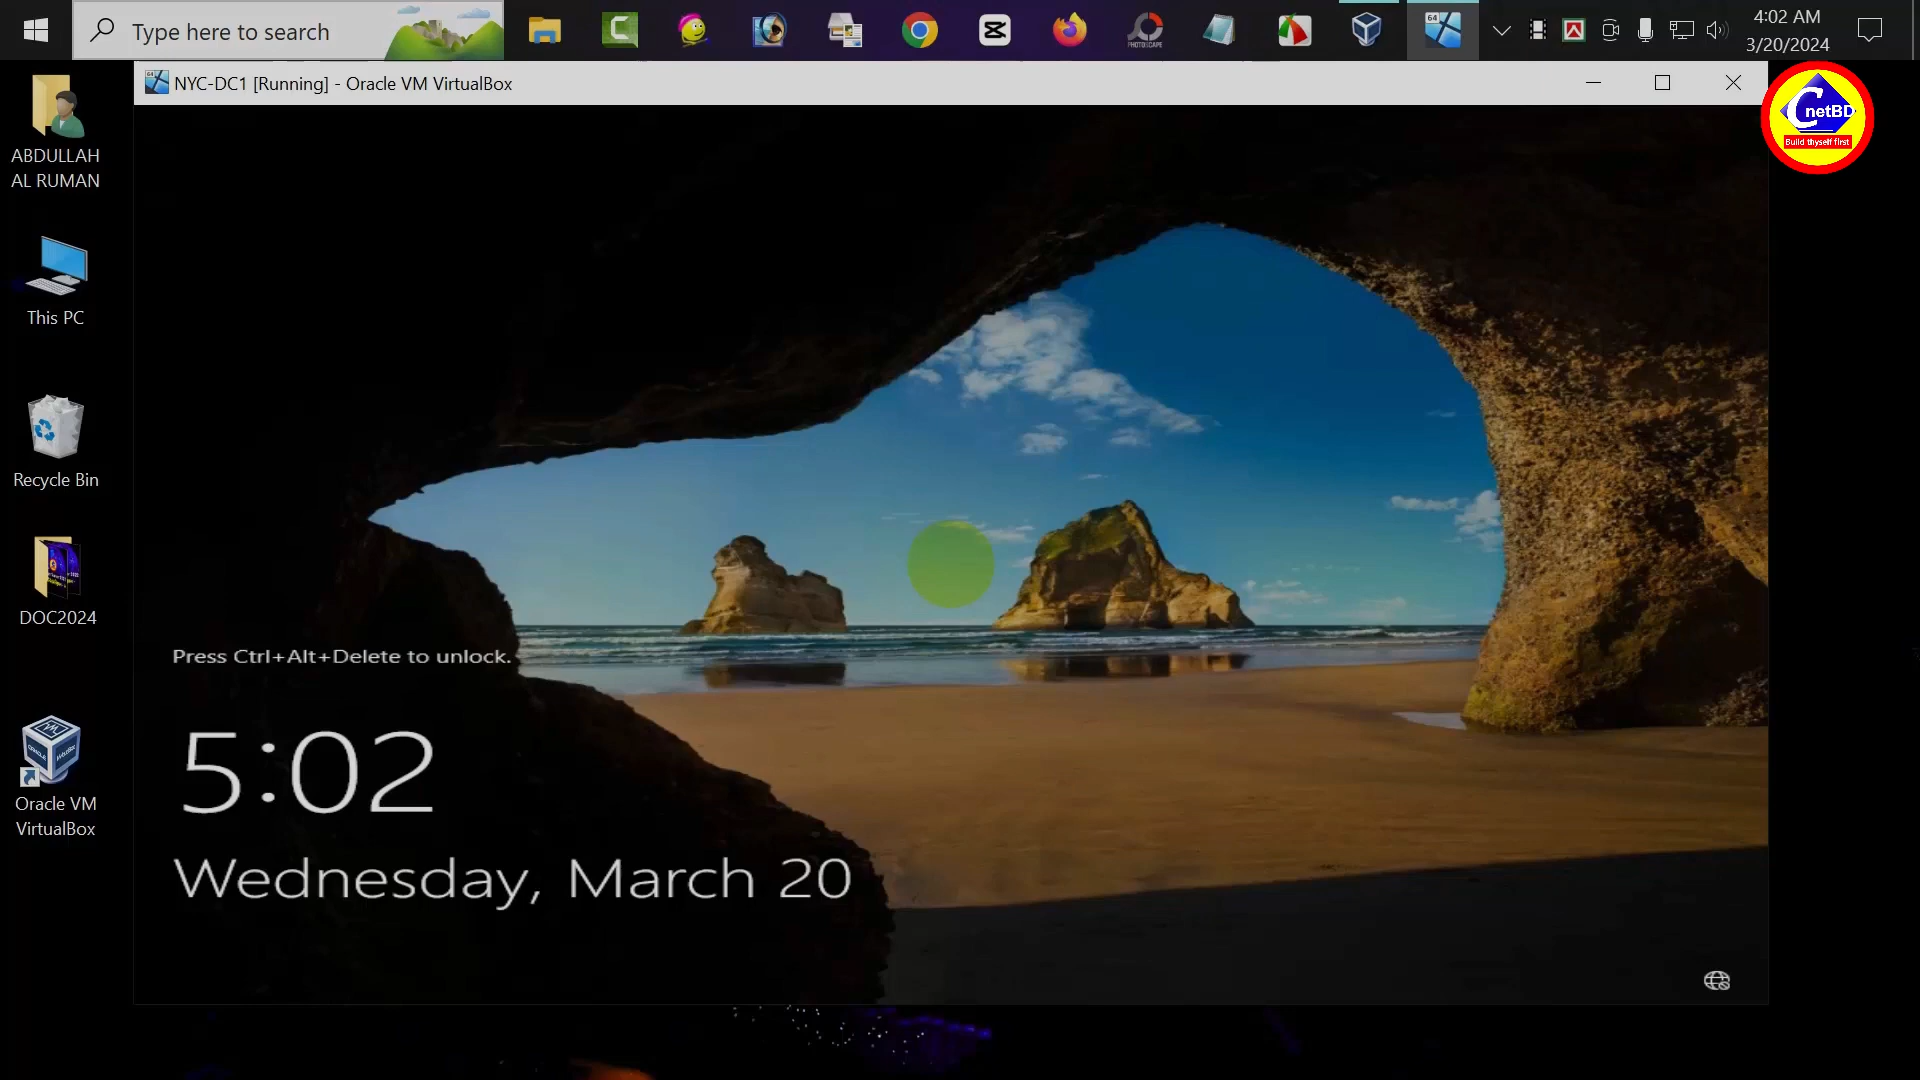 Type here to search
64
4:02 AM
3/20/2024
NYC-DC1 [Running] - Oracle VM VirtualBox
CnetBD
Build thyself first
ABDULLAH
AL RUMAN
This PC
Recycle Bin
DOC2024
Oracle VM
VirtualBox
Press Ctrl+Alt+Delete to unlock.
5:02
Wednesday, March 20